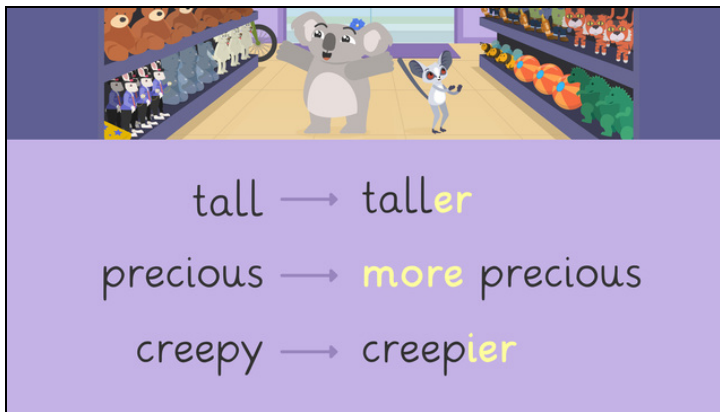 tall → taller
precious → more precious
creepy → creepier